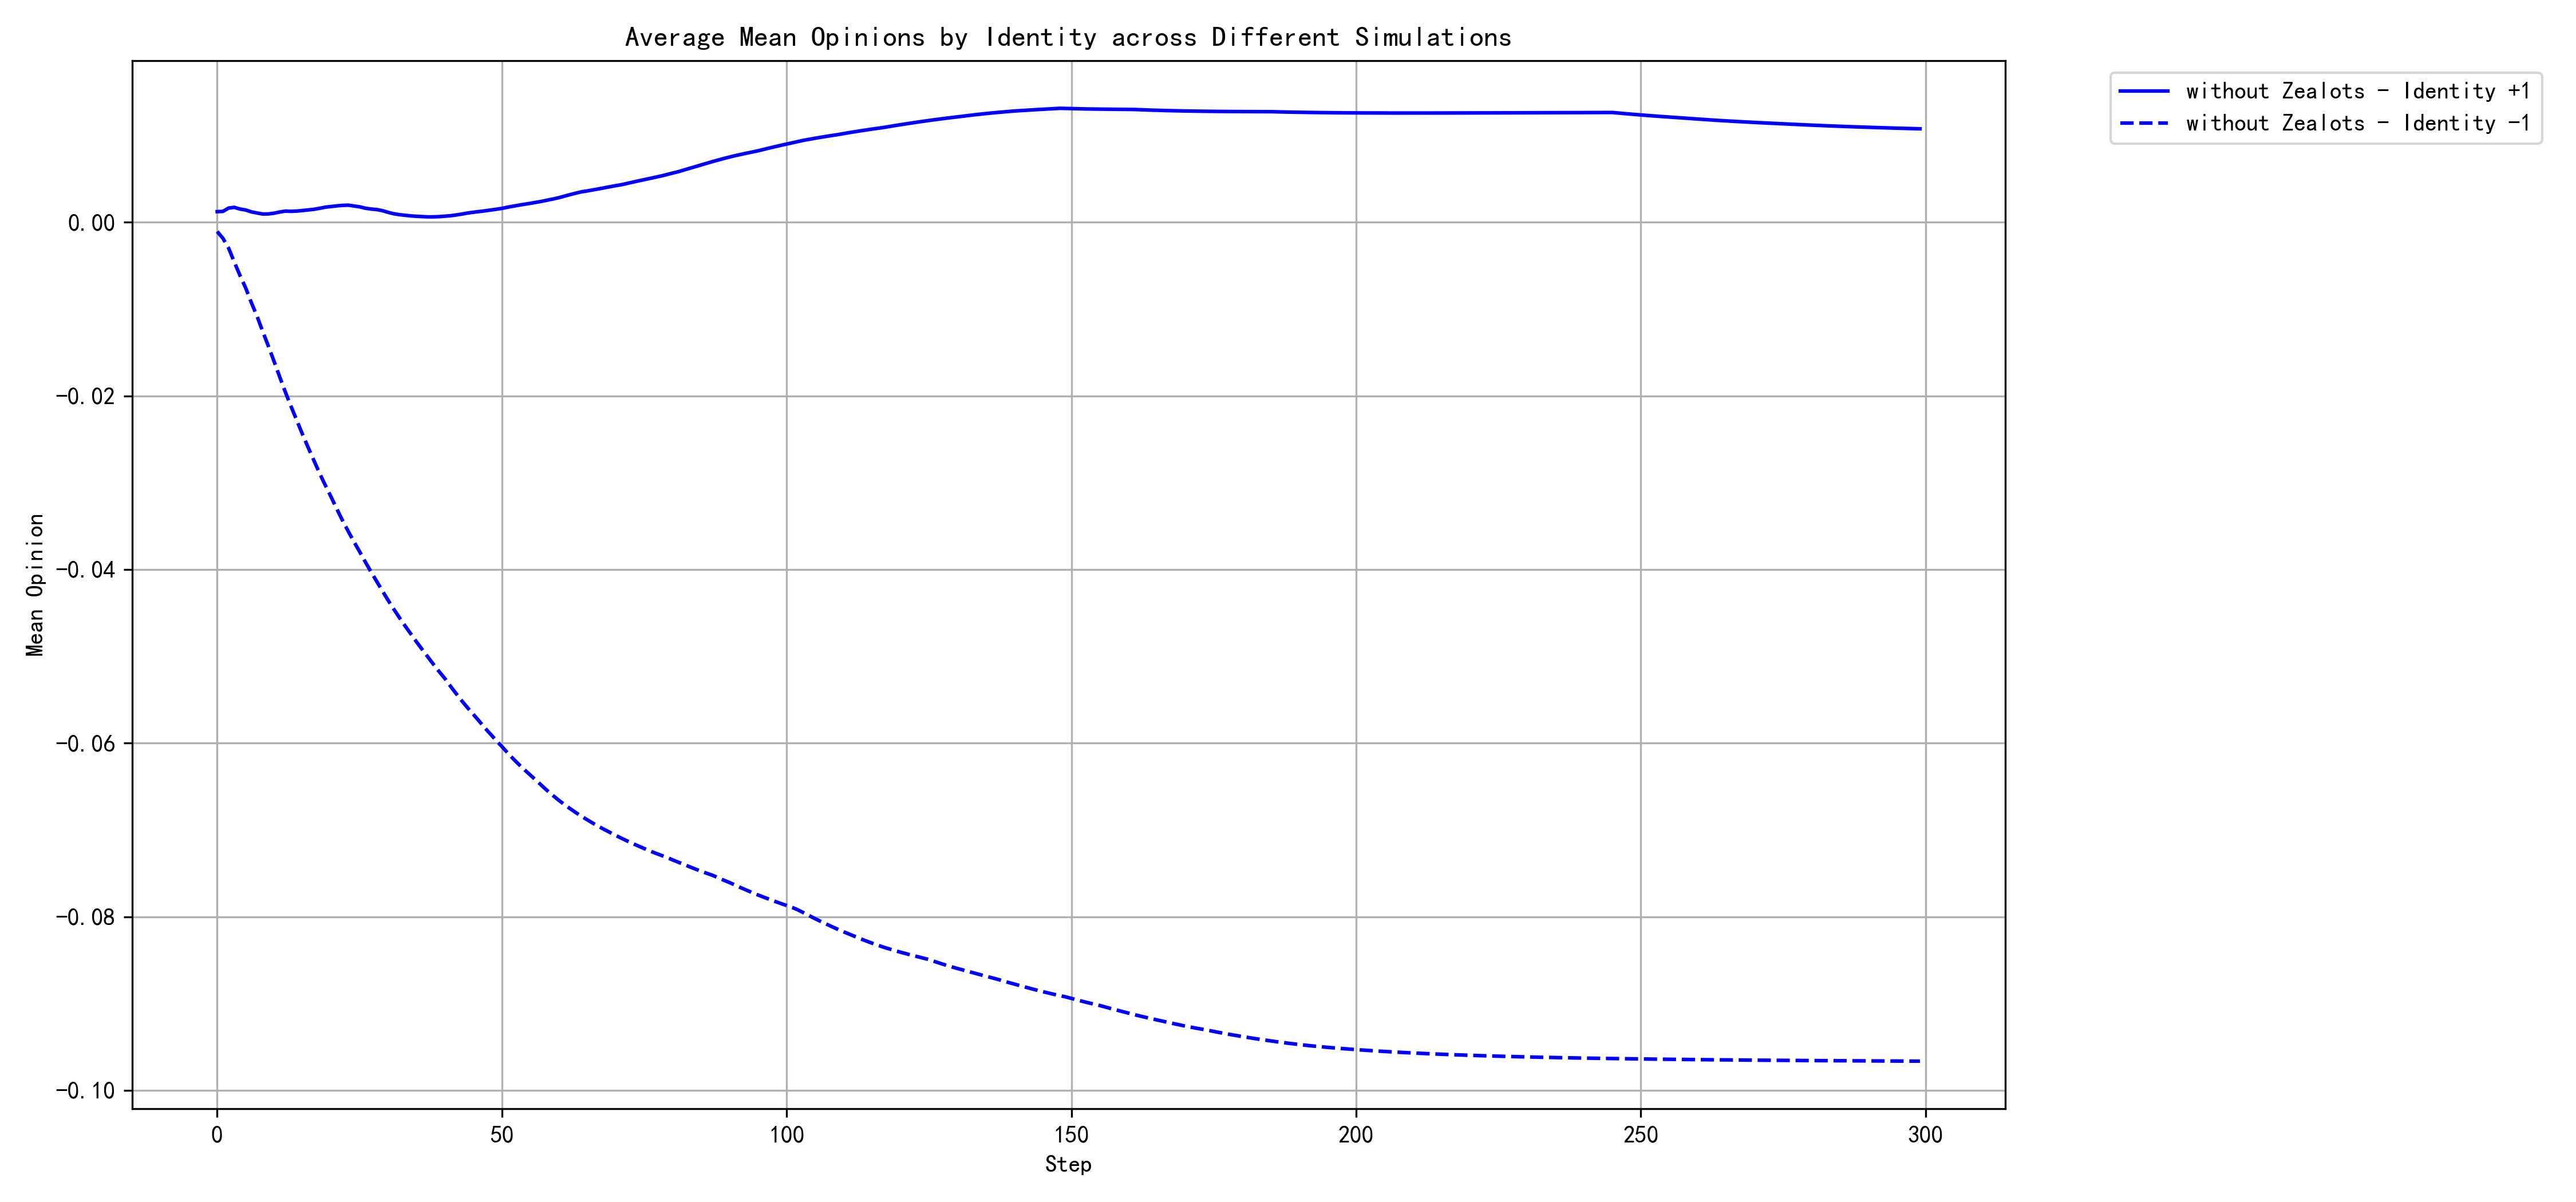 Average Mean Opinions by Identity across Different Simulations
without Zealots - Identity +1
without Zealots - Identity -1
Mean Opinion
0.00
-0.02
-0.04
-0.06
-0.08
-0.10
0 50 100 150 200 250 300
Step